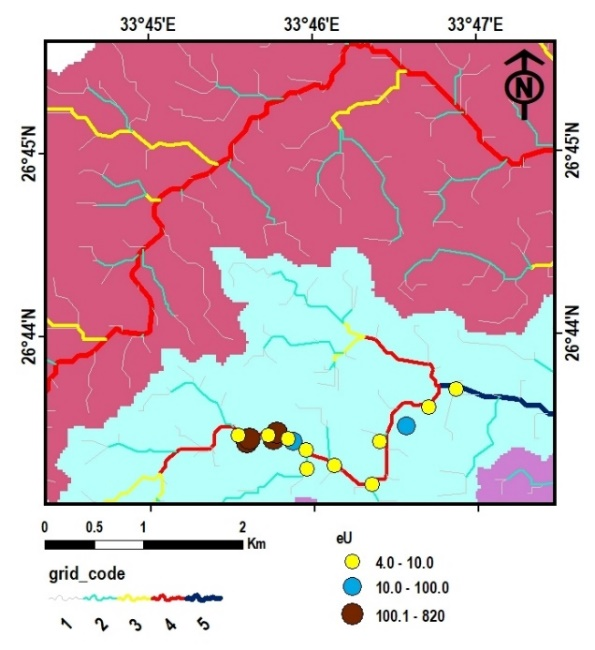 33°45'E 33°46'E 33°47'E
N
26°45'N 26°45'N
26°44'N 26°44'N
0 0.5 1 2
Km
grid_code
1 2 3 4 5
eU
4.0 - 10.0
10.0 - 100.0
100.1 - 820